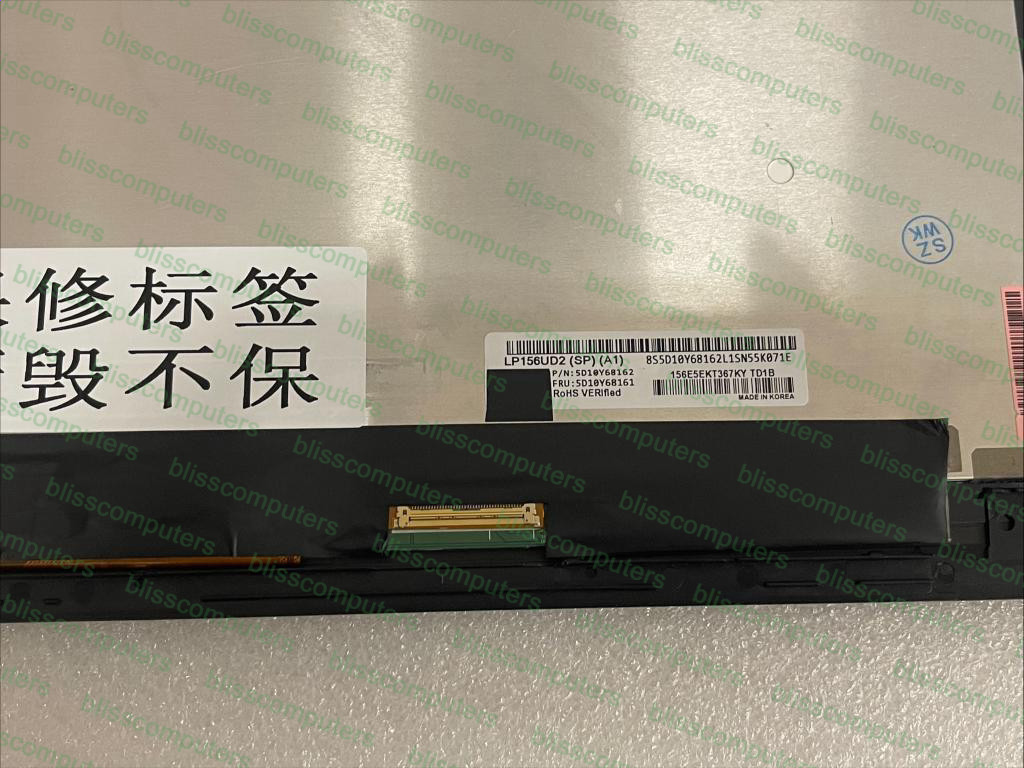 修标签
毁不保
LP156UD2 (SP) (A1)
8S5D10Y68162L1SN55K071E
P/N:5D10Y68162
FRU:5D10Y68161
RoHS VERIfied
156E5EKT367KY TD1B
MADE IN KOREA
SZ
WK
blisscomputers